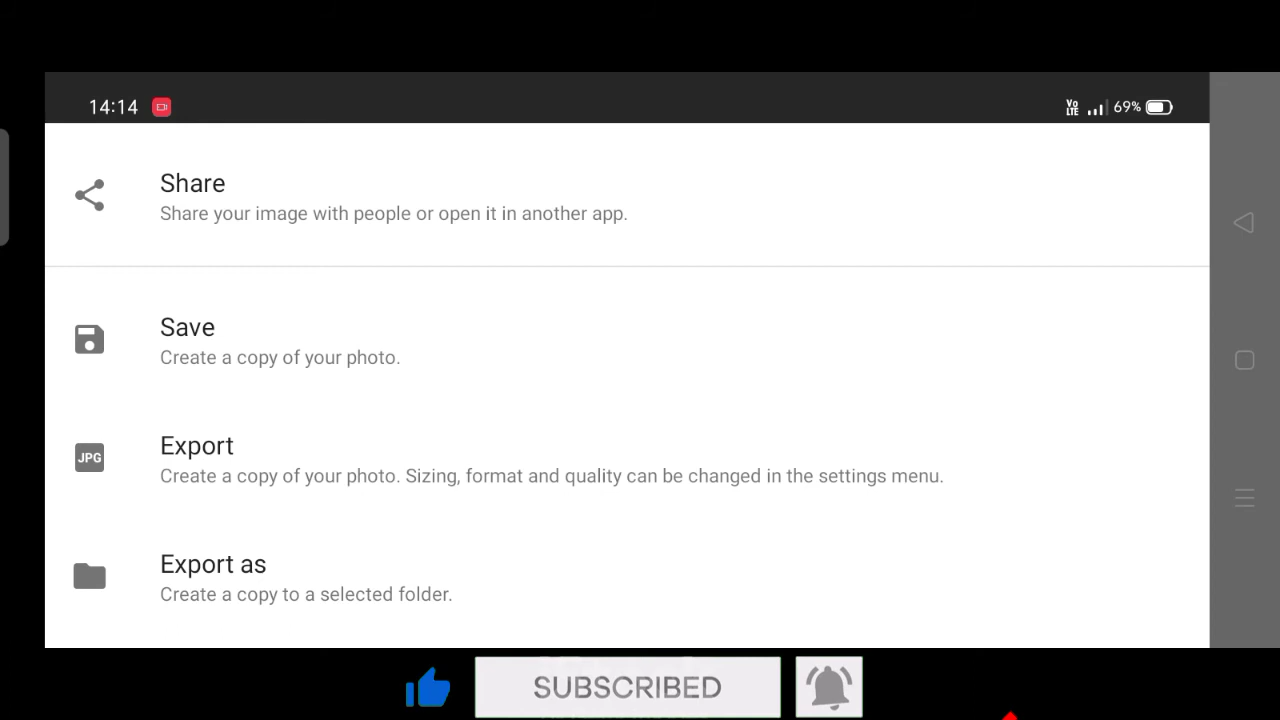 14:14
Vo LTE 69%
Share
Share your image with people or open it in another app.
Save
Create a copy of your photo.
JPG
Export
Create a copy of your photo. Sizing, format and quality can be changed in the settings menu.
Export as
Create a copy to a selected folder.
SUBSCRIBED